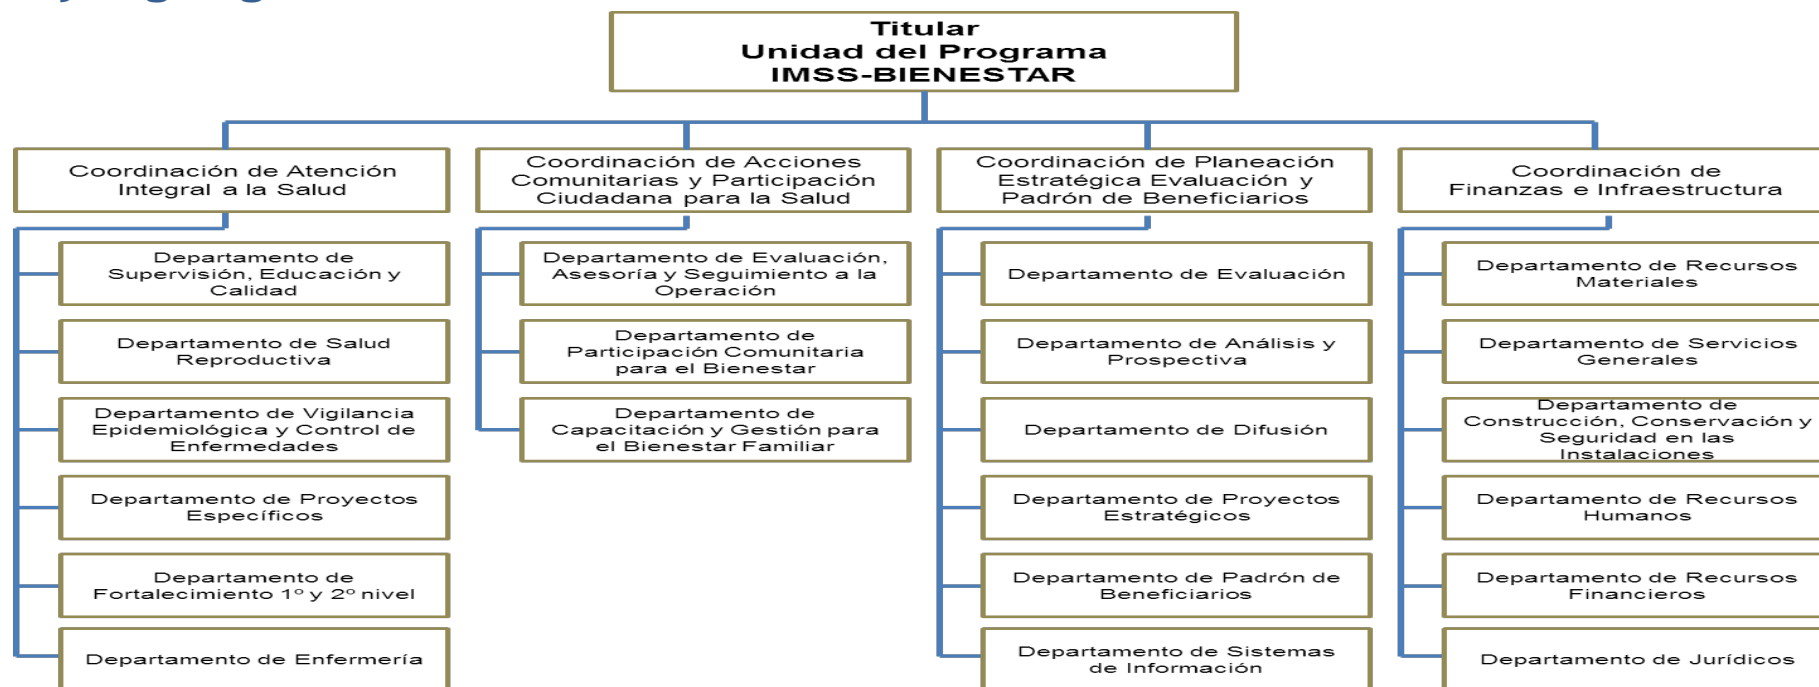 Titular
Unidad del Programa
IMSS-BIENESTAR
Coordinación de Atención
Integral a la Salud
Coordinación de Acciones
Comunitarias y Participación
Ciudadana para la Salud
Coordinación de Planeación
Estratégica Evaluación y
Padrón de Beneficiarios
Coordinación de
Finanzas e Infraestructura
Departamento de
Supervisión, Educación y
Calidad
Departamento de Salud
Reproductiva
Departamento de Vigilancia
Epidemiológica y Control de
Enfermedades
Departamento de Proyectos
Específicos
Departamento de
Fortalecimiento 1º y 2º nivel
Departamento de Enfermería
Departamento de Evaluación,
Asesoría y Seguimiento a la
Operación
Departamento de
Participación Comunitaria
para el Bienestar
Departamento de
Capacitación y Gestión para
el Bienestar Familiar
Departamento de Evaluación
Departamento de Análisis y
Prospectiva
Departamento de Difusión
Departamento de Proyectos
Estratégicos
Departamento de Padrón de
Beneficiarios
Departamento de Sistemas
de Información
Departamento de Recursos
Materiales
Departamento de Servicios
Generales
Departamento de
Construcción, Conservación y
Seguridad en las
Instalaciones
Departamento de Recursos
Humanos
Departamento de Recursos
Financieros
Departamento de Jurídicos